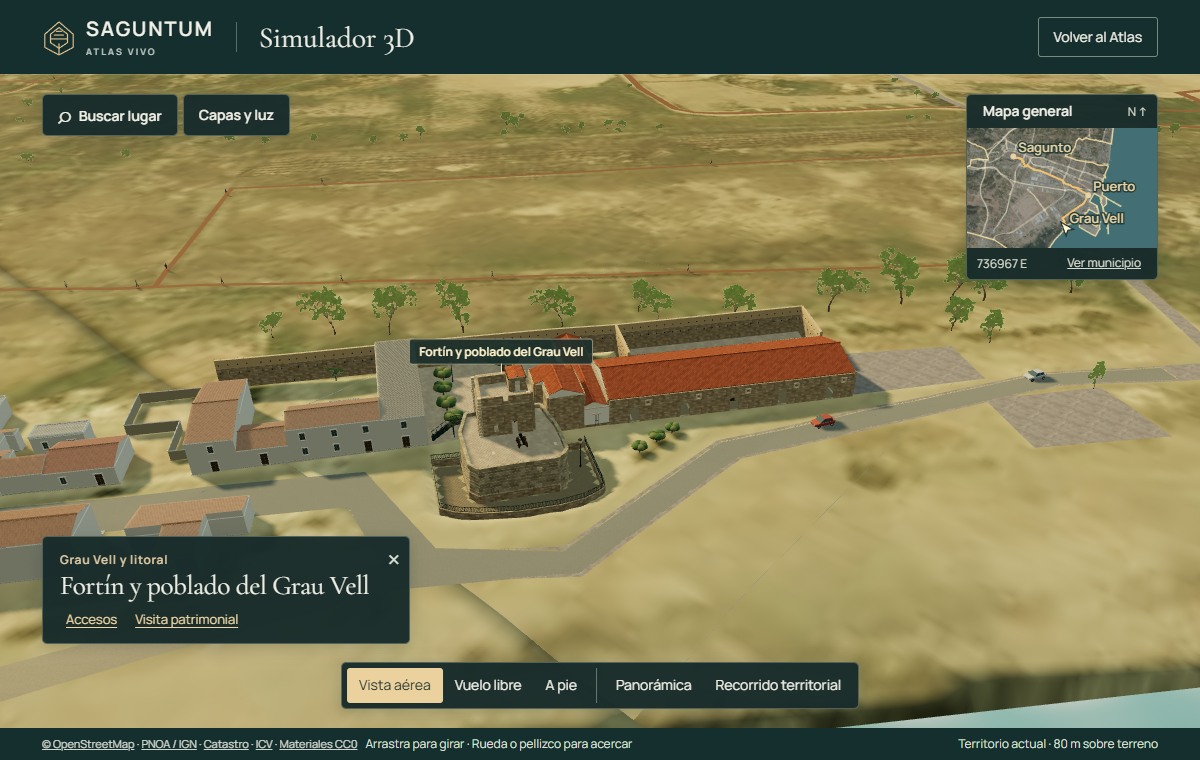 SAGUNTUM
ATLAS VIVO
Simulador 3D
Volver al Atlas
Buscar lugar
Capas y luz
Mapa general
N ↑
Sagunto
Puerto
Grau Vell
736967 E
Ver municipio
Fortín y poblado del Grau Vell
Grau Vell y litoral
×
Fortín y poblado del Grau Vell
Accesos
Visita patrimonial
Vista aérea
Vuelo libre
A pie
Panorámica
Recorrido territorial
© OpenStreetMap · PNOA / IGN · Catastro · ICV · Materiales CC0
Arrastra para girar · Rueda o pellizco para acercar
Territorio actual · 80 m sobre terreno